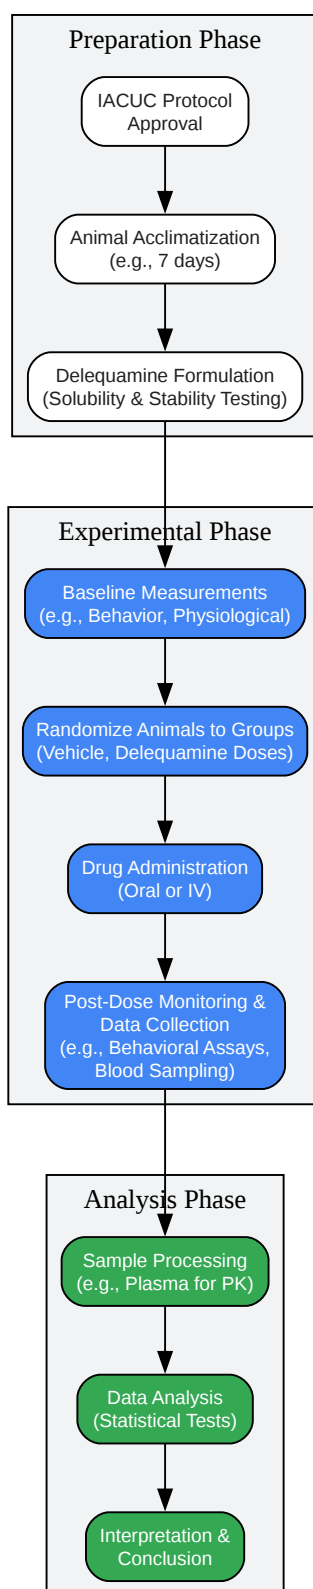 Preparation Phase
IACUC Protocol
Approval
Animal Acclimatization
(e.g., 7 days)
Delequamine Formulation
(Solubility & Stability Testing)
Experimental Phase
Baseline Measurements
(e.g., Behavior, Physiological)
Randomize Animals to Groups
(Vehicle, Delequamine Doses)
Drug Administration
(Oral or IV)
Post-Dose Monitoring &
Data Collection
(e.g., Behavioral Assays,
Blood Sampling)
Analysis Phase
Sample Processing
(e.g., Plasma for PK)
Data Analysis
(Statistical Tests)
Interpretation &
Conclusion